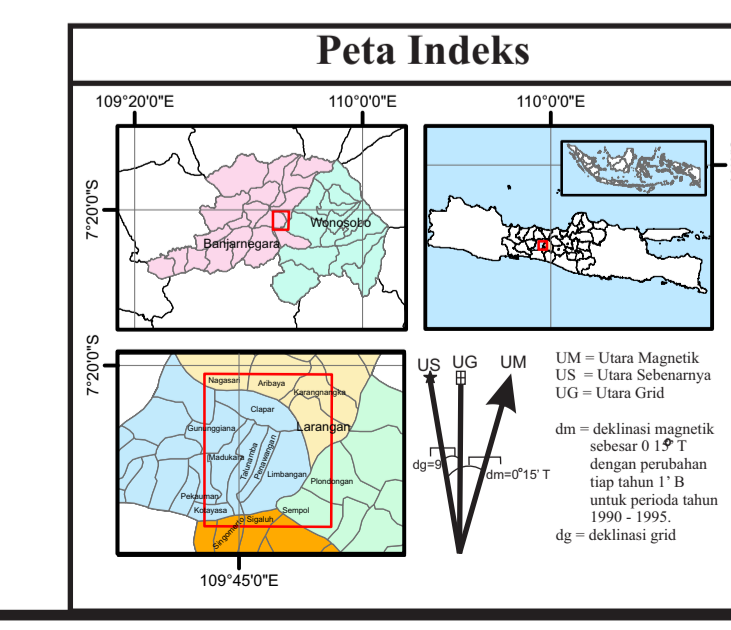 Peta Indeks
109°20'0"E
110°0'0"E
110°0'0"E
7°20'0"S
Banjarnegara
Wonosobo
7°20'0"S
Nagasari
Aribaya
Karangnangka
Clapar
Gununggiana
Larangan
Madukara
Talunamba
Penawangan
Limbangan
Plondongan
Pekauman
Kotayasa
Sempol
Sigaluh
Singomerto
109°45'0"E
US UG UM
dg=9
dm=0°15' T
UM = Utara Magnetik
US = Utara Sebenarnya
UG = Utara Grid
dm = deklinasi magnetik
sebesar 0 15' T
dengan perubahan
tiap tahun 1' B
untuk perioda tahun
1990 - 1995.
dg = deklinasi grid